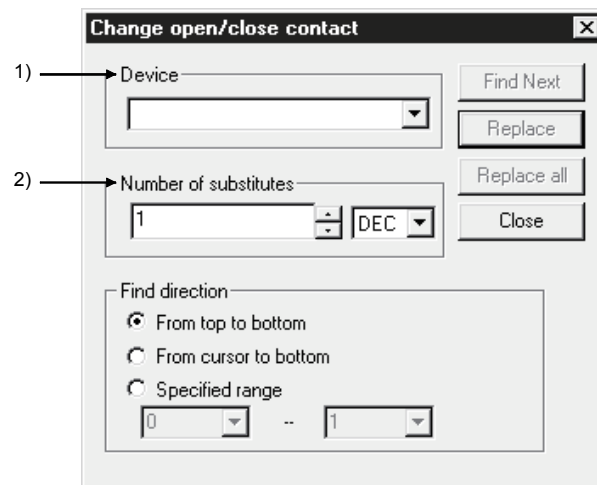 Change open/close contact
1)
Device
Find Next
Replace
2)
Number of substitutes
Replace all
1
DEC
Close
Find direction
From top to bottom
From cursor to bottom
Specified range
0 -- 1